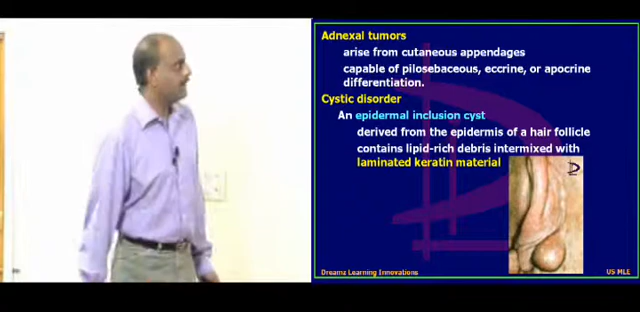 Adnexal tumors
arise from cutaneous appendages
capable of pilosebaceous, eccrine, or apocrine
differentiation.
Cystic disorder
An epidermal inclusion cyst
derived from the epidermis of a hair follicle
contains lipid-rich debris intermixed with
laminated keratin material
Dreamz Learning Innovations
US MLE